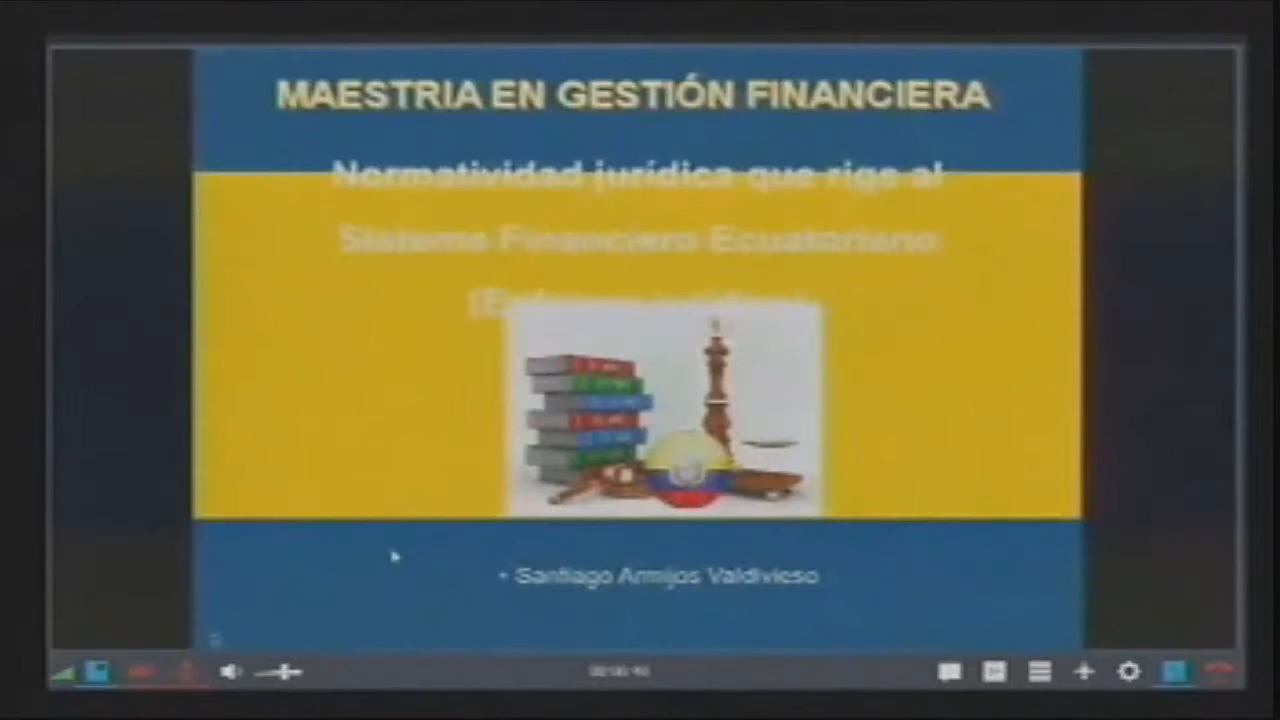 MAESTRIA EN GESTIÓN FINANCIERA
Normatividad jurídica que rige al
Sistema Financiero Ecuatoriano
• Santiago Armijos Valdivieso